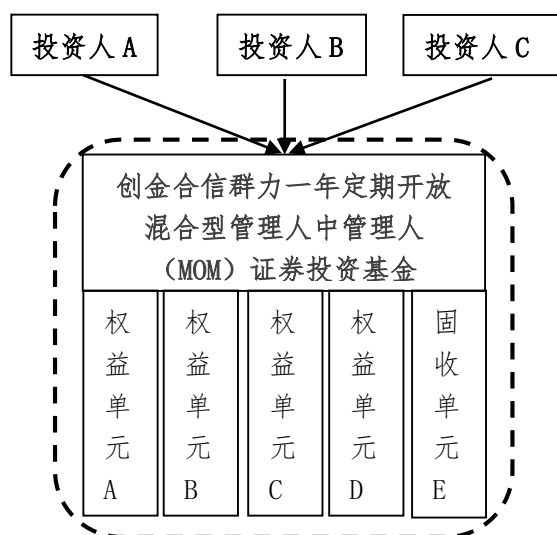 投资人 A
投资人 B
投资人 C
创金合信群力一年定期开放
混合型管理人中管理人
（MOM）证券投资基金
权益单元 A
权益单元 B
权益单元 C
权益单元 D
固收单元 E